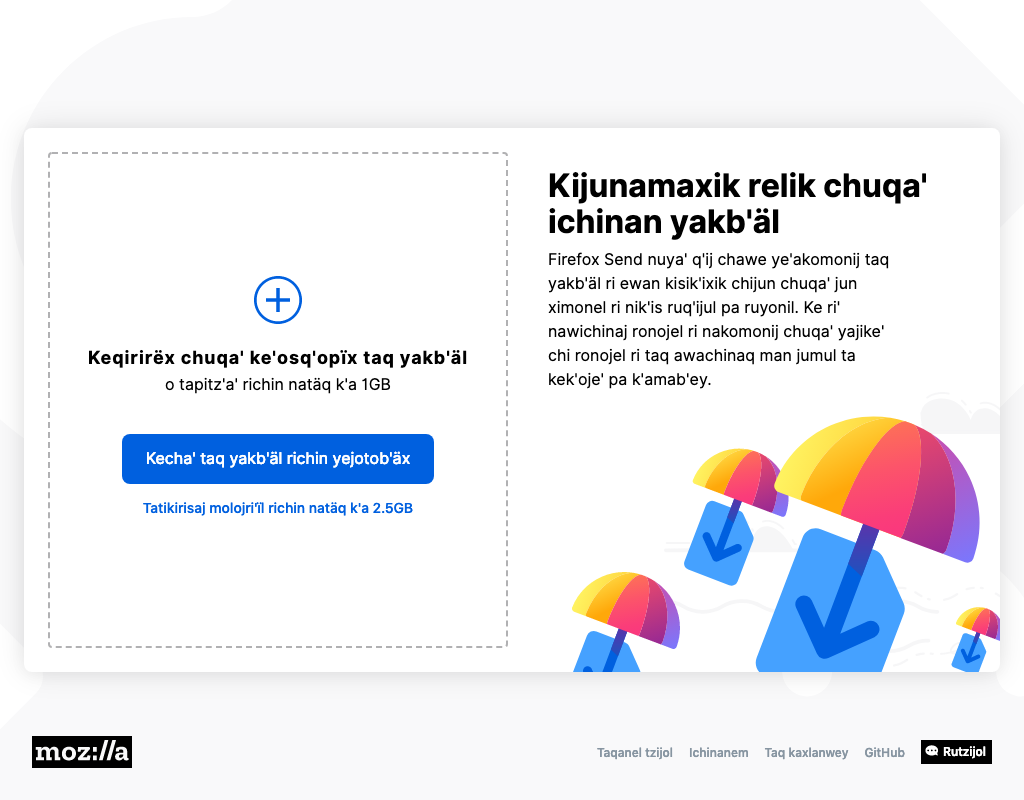 Keqirirëx chuqa' ke'osq'opïx taq yakb'äl
o tapitz'a' richin natäq k'a 1GB
Kecha' taq yakb'äl richin yejotob'äx
Tatikirisaj molojri'ïl richin natäq k'a 2.5GB
Kijunamaxik relik chuqa'
ichinan yakb'äl
Firefox Send nuya' q'ij chawe ye'akomonij taq
yakb'äl ri ewan kisik'ixik chijun chuqa' jun
ximonel ri nik'is ruq'ijul pa ruyonil. Ke ri'
nawichinaj ronojel ri nakomonij chuqa' yajike'
chi ronojel ri taq awachinaq man jumul ta
kek'oje' pa k'amab'ey.
moz://a
Taqanel tzijol
Ichinanem
Taq kaxlanwey
GitHub
Rutzijol